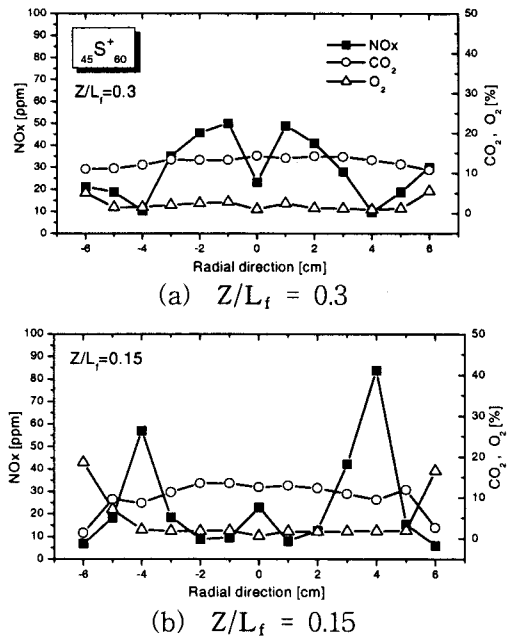 45S+60
Z/Lf=0.3
NOx
CO2
O2
NOx [ppm]
100
90
80
70
60
50
40
30
20
10
0
CO2, O2 [%]
50
40
30
20
10
0
-6 -4 -2 0 2 4 6
Radial direction [cm]
(a) Z/Lf = 0.3
Z/Lf=0.15
NOx [ppm]
100
90
80
70
60
50
40
30
20
10
0
CO2, O2 [%]
50
40
30
20
10
0
-6 -4 -2 0 2 4 6
Radial direction [cm]
(b) Z/Lf = 0.15